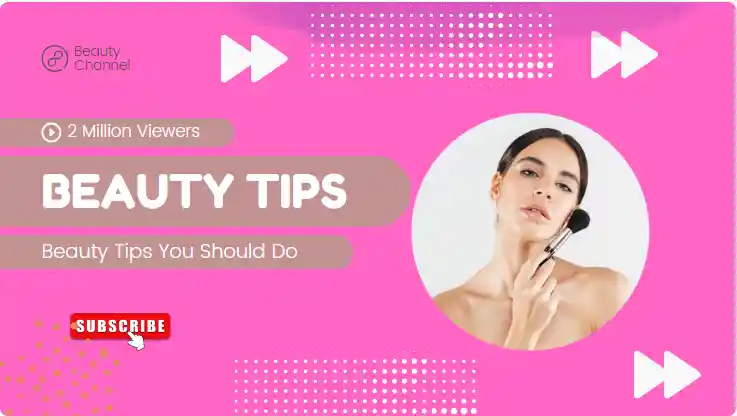 Beauty
Channel
2 Million Viewers
BEAUTY TIPS
Beauty Tips You Should Do
SUBSCRIBE